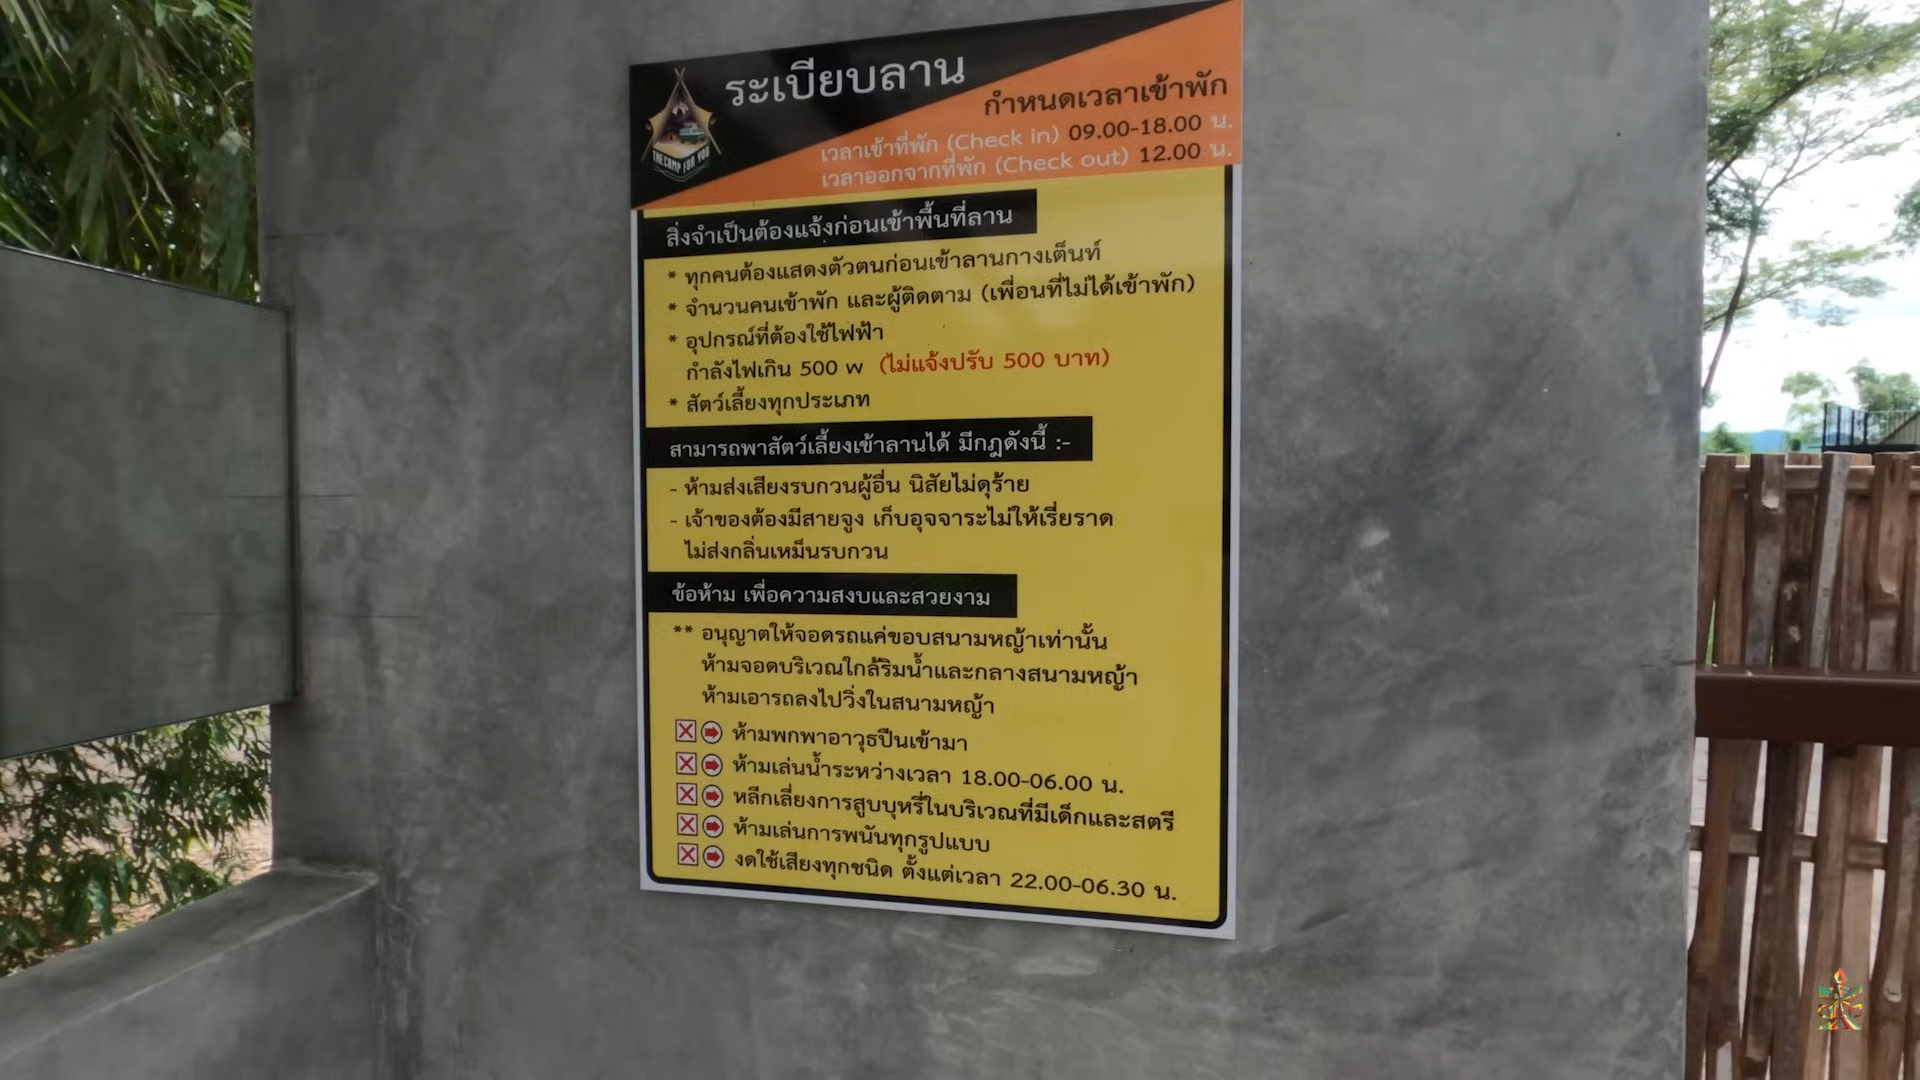 ระเบียบลาน
THE CAMP FOR YOU
กำหนดเวลาเข้าพัก
เวลาเข้าที่พัก (Check in) 09.00-18.00 น.
เวลาออกจากที่พัก (Check out) 12.00 น.
สิ่งจำเป็นต้องแจ้งก่อนเข้าพื้นที่ลาน
* ทุกคนต้องแสดงตัวตนก่อนเข้าลานกางเต็นท์
* จำนวนคนเข้าพัก และผู้ติดตาม (เพื่อนที่ไม่ได้เข้าพัก)
* อุปกรณ์ที่ต้องใช้ไฟฟ้า
กำลังไฟเกิน 500 w (ไม่แจ้งปรับ 500 บาท)
* สัตว์เลี้ยงทุกประเภท
สามารถพาสัตว์เลี้ยงเข้าลานได้ มีกฎดังนี้ :-
- ห้ามส่งเสียงรบกวนผู้อื่น นิสัยไม่ดุร้าย
- เจ้าของต้องมีสายจูง เก็บอุจจาระไม่ให้เรี่ยราด
ไม่ส่งกลิ่นเหม็นรบกวน
ข้อห้าม เพื่อความสงบและสวยงาม
** อนุญาตให้จอดรถแค่ขอบสนามหญ้าเท่านั้น
ห้ามจอดบริเวณใกล้ริมน้ำและกลางสนามหญ้า
ห้ามเอารถลงไปวิ่งในสนามหญ้า
ห้ามพกพาอาวุธปืนเข้ามา
ห้ามเล่นน้ำระหว่างเวลา 18.00-06.00 น.
หลีกเลี่ยงการสูบบุหรี่ในบริเวณที่มีเด็กและสตรี
ห้ามเล่นการพนันทุกรูปแบบ
งดใช้เสียงทุกชนิด ตั้งแต่เวลา 22.00-06.30 น.